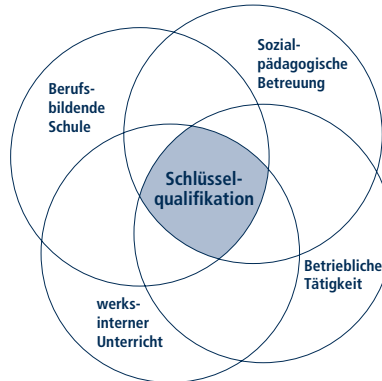 Sozial-
pädagogische
Betreuung
Berufs-
bildende
Schule
Schlüssel-
qualifikation
Betriebliche
Tätigkeit
werks-
interner
Unterricht